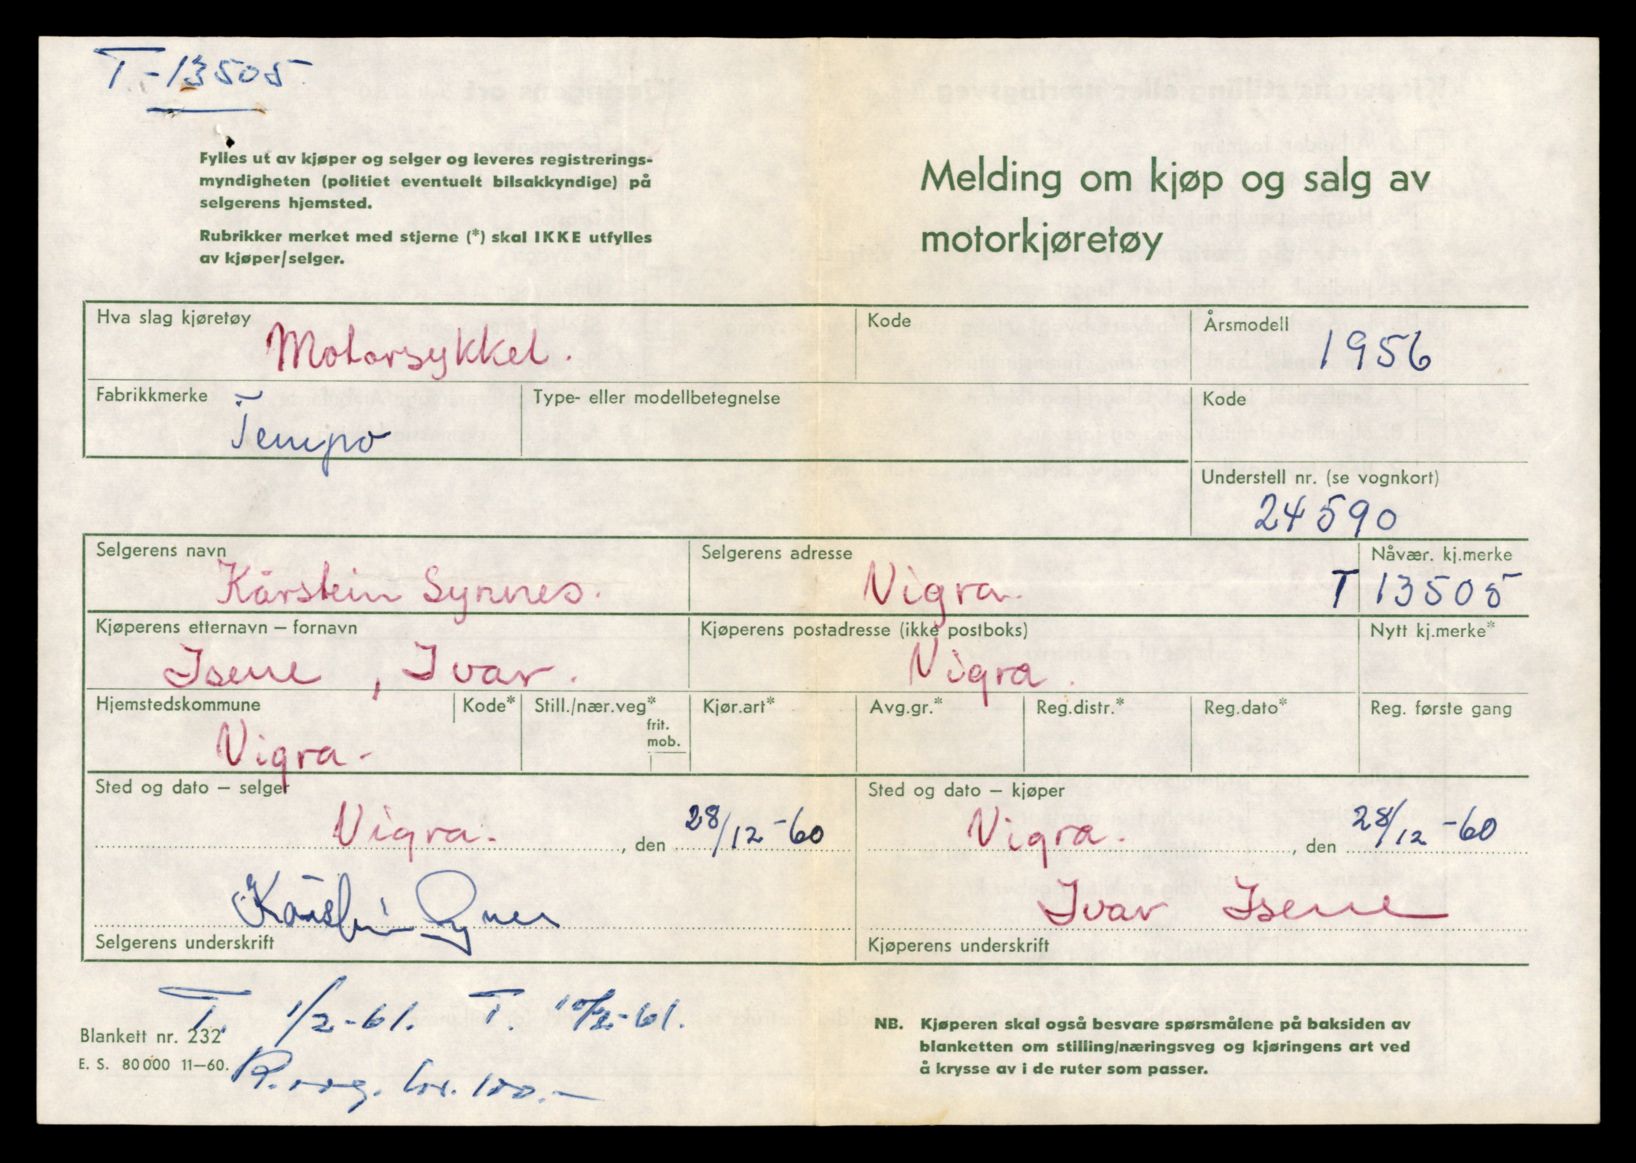 T-13505
Fylles ut av kjøper og selger og leveres registrerings-
myndigheten (politiet eventuelt bilsakkyndige) på
selgerens hjemsted.
Rubrikker merket med stjerne (*) skal IKKE utfylles
av kjøper/selger.
Melding om kjøp og salg av
motorkjøretøy
Hva slag kjøretøy
Motorsykkel.
Kode
Årsmodell
1956
Fabrikkmerke
Tempo
Type- eller modellbetegnelse
Kode
Understell nr. (se vognkort)
24590
Selgerens navn
Kårstein Synnes.
Selgerens adresse
Vigra.
Nåvær. kj.merke
T 13505
Kjøperens etternavn – fornavn
Isene, Ivar.
Kjøperens postadresse (ikke postboks)
Vigra.
Nytt kj.merke*
Hjemstedskommune
Vigra-
Kode*
Still./nær.veg*
frit.
mob.
Kjør.art*
Avg.gr.*
Reg.distr.*
Reg.dato*
Reg. første gang
Sted og dato – selger
Vigra. , den 28/12-60
Sted og dato – kjøper
Vigra. , den 28/12-60
Kårstein Synnes
Selgerens underskrift
Ivar Isene
Kjøperens underskrift
T. 1/2-61. T. 10/2-61.
Blankett nr. 232
E. S. 80000 11–60.
kr. 100.-
NB. Kjøperen skal også besvare spørsmålene på baksiden av
blanketten om stilling/næringsveg og kjøringens art ved
å krysse av i de ruter som passer.